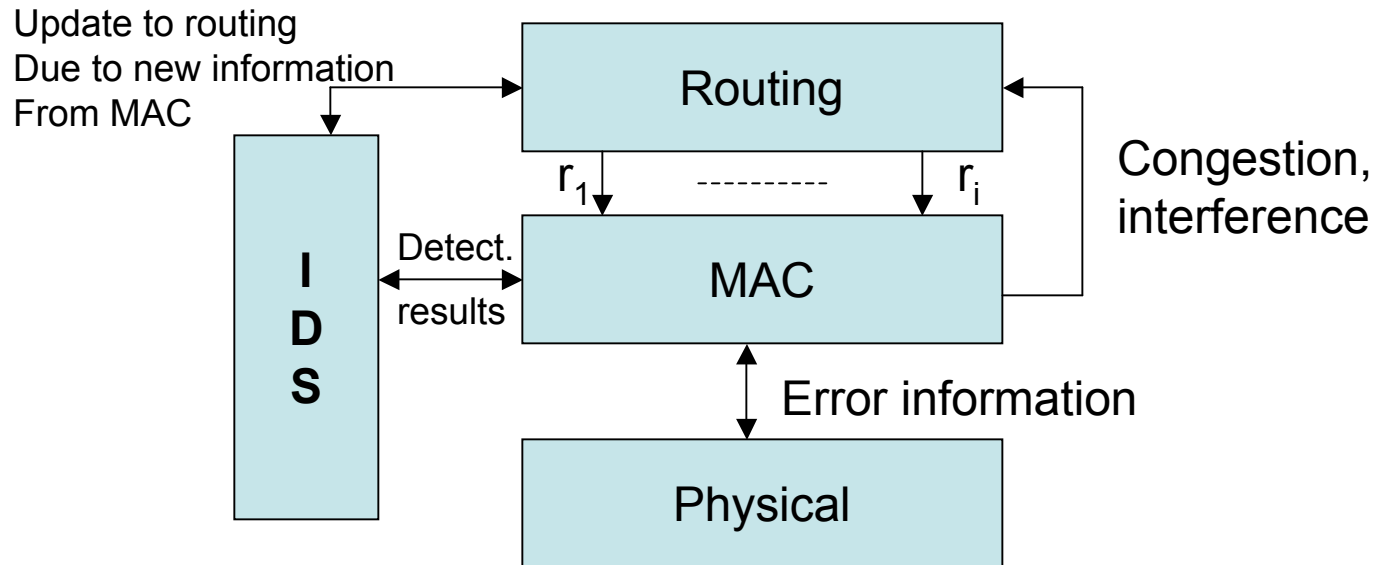 Update to routing
Due to new information
From MAC
Routing
r1
----------
ri
Congestion,
interference
I
D
S
Detect.
results
MAC
Error information
Physical